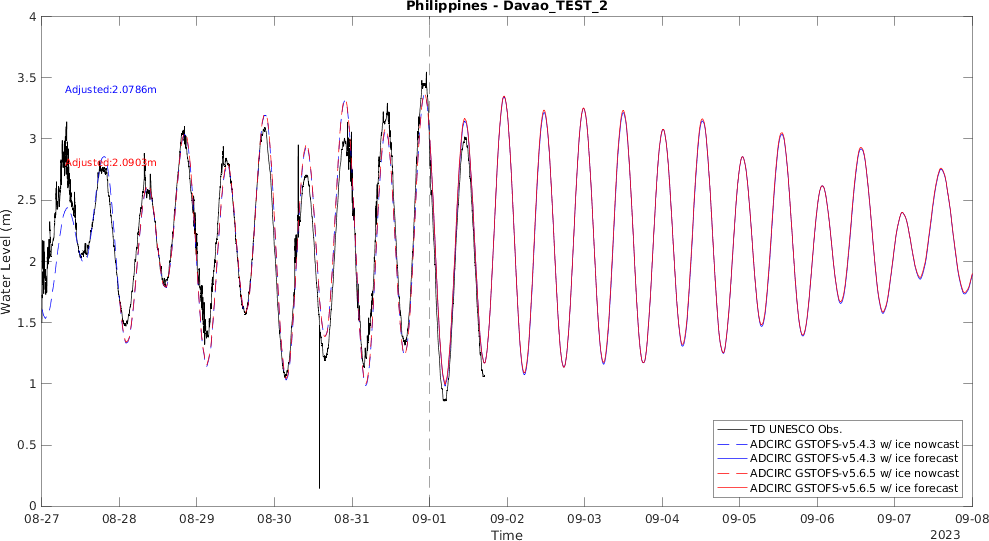 Philippines - Davao_TEST_2
4
3.5
3
2.5
2
1.5
1
0.5
0
Water Level (m)
Adjusted:2.0786m
Adjusted:2.0903m
TD UNESCO Obs.
ADCIRC GSTOFS-v5.4.3 w/ ice nowcast
ADCIRC GSTOFS-v5.4.3 w/ ice forecast
ADCIRC GSTOFS-v5.6.5 w/ ice nowcast
ADCIRC GSTOFS-v5.6.5 w/ ice forecast
08-27 08-28 08-29 08-30 08-31 09-01 09-02 09-03 09-04 09-05 09-06 09-07 09-08
Time
2023